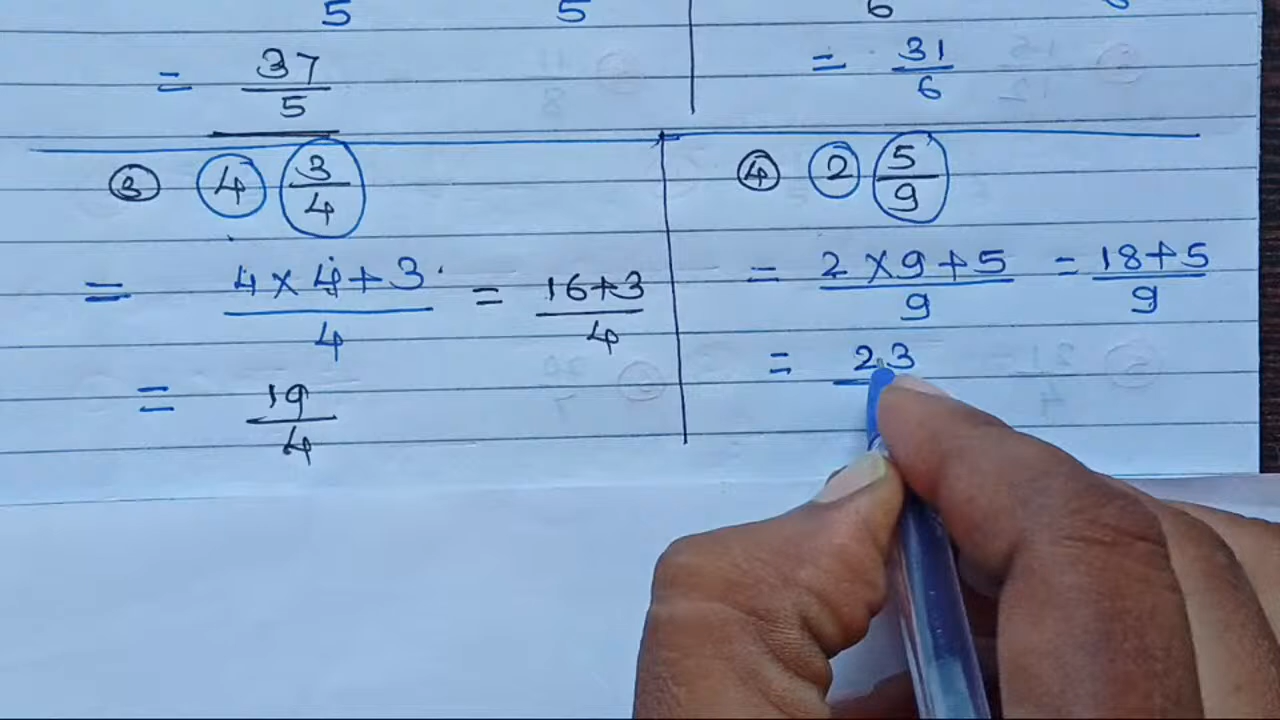 5 5
= 37/5
6
= 31/6
③ 4 3/4
= 4 × 4 + 3/4 = 16+3/4
= 19/4
④ 2 5/9
= 2 × 9 + 5/9 = 18+5/9
= 23